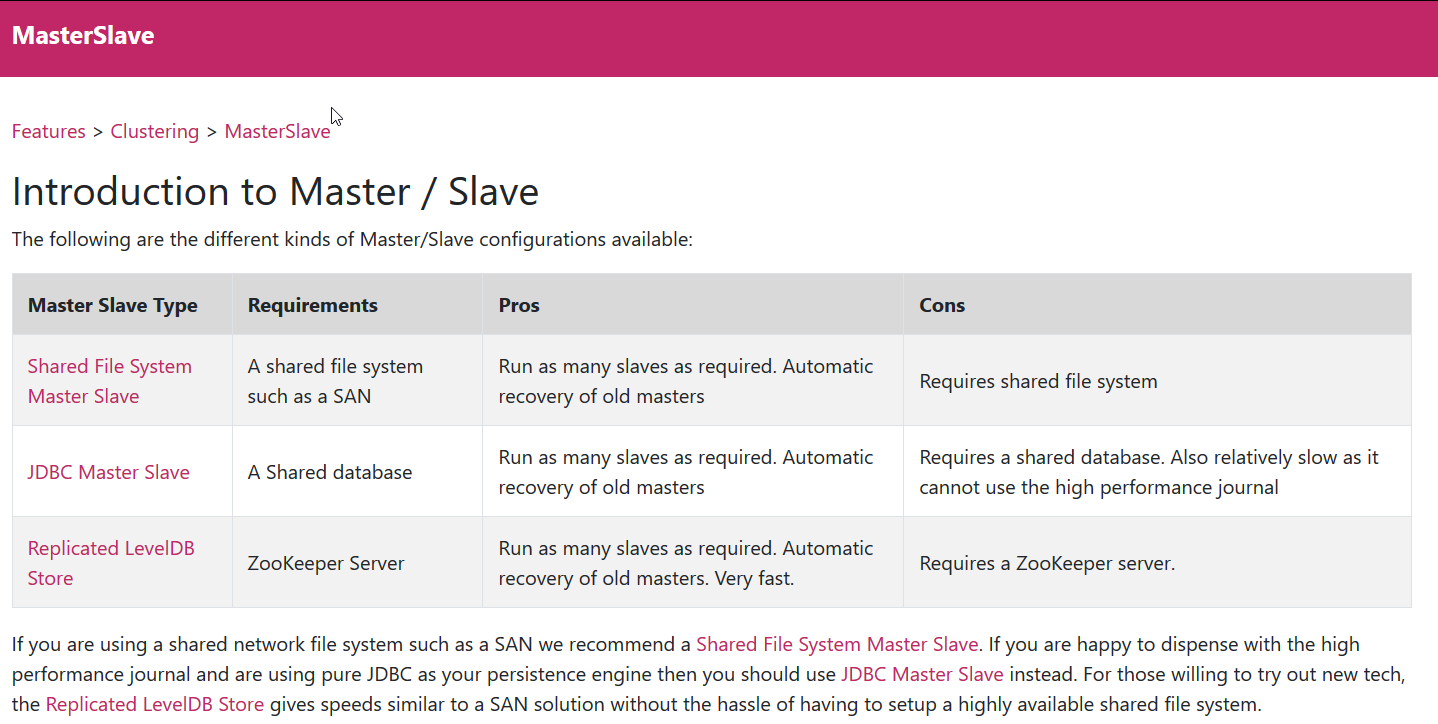 MasterSlave
Features > Clustering > MasterSlave
Introduction to Master / Slave
The following are the different kinds of Master/Slave configurations available:
Master Slave Type Requirements Pros Cons
Shared File System
Master Slave
A shared file system
such as a SAN
Run as many slaves as required. Automatic
recovery of old masters
Requires shared file system
JDBC Master Slave
A Shared database
Run as many slaves as required. Automatic
recovery of old masters
Requires a shared database. Also relatively slow as it
cannot use the high performance journal
Replicated LevelDB
Store
ZooKeeper Server
Run as many slaves as required. Automatic
recovery of old masters. Very fast.
Requires a ZooKeeper server.
If you are using a shared network file system such as a SAN we recommend a Shared File System Master Slave. If you are happy to dispense with the high
performance journal and are using pure JDBC as your persistence engine then you should use JDBC Master Slave instead. For those willing to try out new tech,
the Replicated LevelDB Store gives speeds similar to a SAN solution without the hassle of having to setup a highly available shared file system.